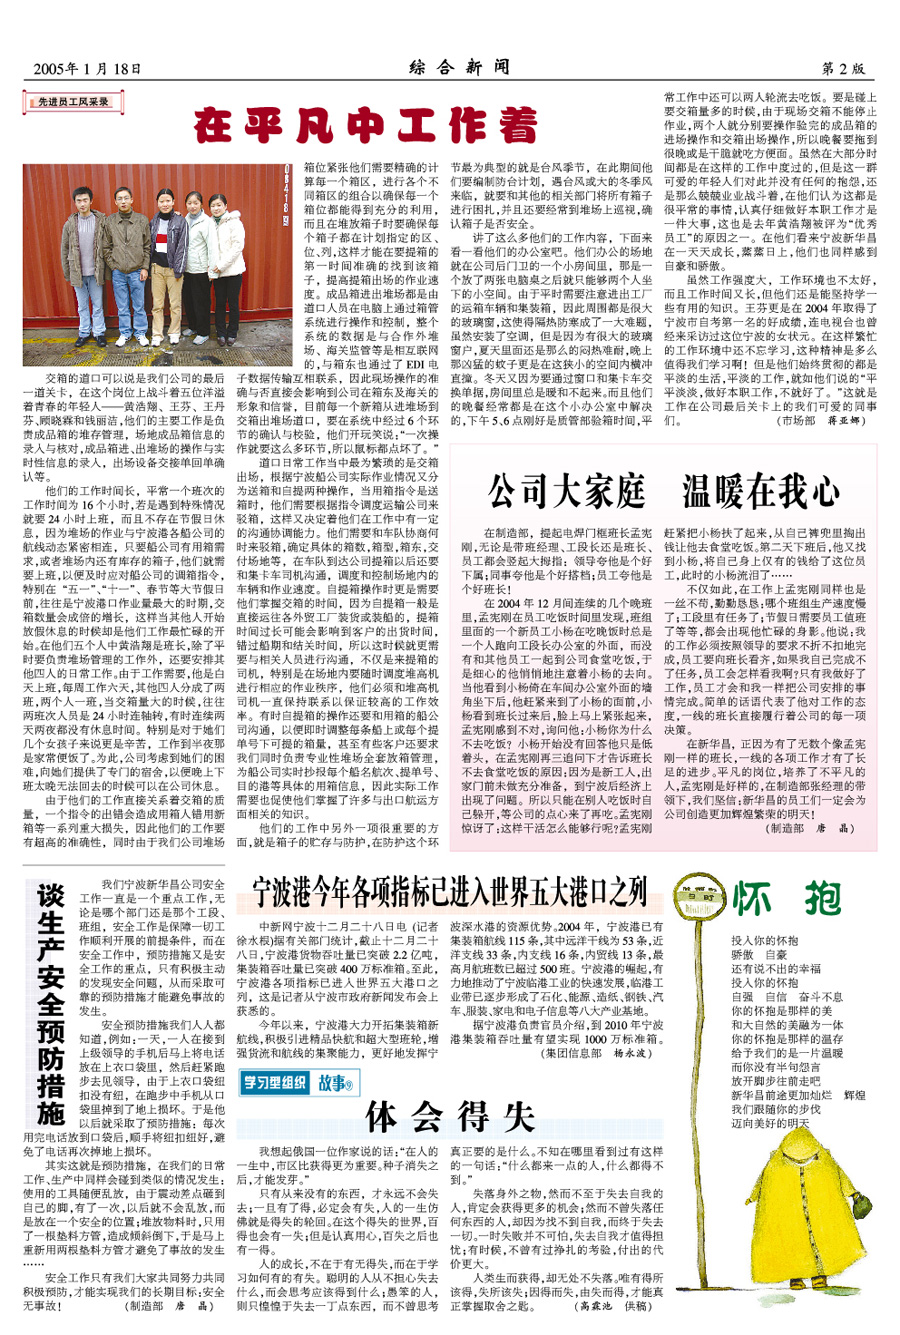 2005年1月18日
综合新闻
第2版
先进员工风采录
在平凡中工作着
交箱的道口可以说是我们公司的最后
一道关卡，在这个岗位上战斗着五位洋溢
着青春的年轻人——黄浩翔、王芬、王丹
芬、顾晓霖和钱丽洁，他们的主要工作是负
责成品箱的堆存管理，场地成品箱信息的
录入与核对，成品箱进、出堆场的操作与实
时性信息的录入，出场设备交接单回单确
认等。
他们的工作时间长，平常一个班次的
工作时间为16个小时，若是遇到特殊情况
就要24小时上班，而且不存在节假日休
息，因为堆场的作业与宁波港各船公司的
航线动态紧密相连，只要船公司有用箱需
求，或者堆场内还有库存的箱子，他们就需
要上班，以便及时应对船公司的调箱指令，
特别在“五一”、“十一”、春节等大节假日
前，往往是宁波港口作业量最大的时期，交
箱数量会成倍的增长，这样当其他人开始
放假休息的时侯却是他们工作最忙碌的开
始。在他们五个人中黄浩翔是班长，除了平
时要负责堆场管理的工作外，还要安排其
他四人的日常工作。由于工作需要，他是白
天上班，每周工作六天，其他四人分成了两
班，两个人一班，当交箱量大的时候，往往
两班次人员是24小时连轴转，有时连续两
天两夜都没有休息时间。特别是对于她们
几个女孩子来说更是辛苦，工作到半夜那
是家常便饭了。为此，公司考虑到她们的困
难，向她们提供了专门的宿舍，以便晚上下
班太晚无法回去的时候可以在公司休息。
由于他们的工作直接关系着交箱的质
量，一个指令的出错会造成用箱人错用新
箱等一系列重大损失，因此他们的工作要
有超高的准确性，同时由于我们公司堆场
箱位紧张他们需要精确的计
算每一个箱区，进行各个不
同箱区的组合以确保每一个
箱位都能得到充分的利用，
而且在堆放箱子时要确保每
个箱子都在计划指定的区、
位、列，这样才能在要提箱的
第一时间准确的找到该箱
子，提高提箱出场的作业速
度。成品箱进出堆场都是由
道口人员在电脑上通过箱管
系统进行操作和控制，整个
系统的数据是与合作外堆
场、海关监管等是相互联网
的，与箱东也通过了EDI电
子数据传输互相联系，因此现场操作的准
确与否直接会影响到公司在箱东及海关的
形象和信誉，目前每一个新箱从进堆场到
交箱出堆场道口，要在系统中经过6个环
节的确认与校验，他们开玩笑说：“一次操
作就要这么多环节，所以鼠标都点坏了。”
道口日常工作当中最为繁琐的是交箱
出场，根据宁波船公司实际作业情况又分
为送箱和自提两种操作，当用箱指令是送
箱时，他们需要根据指令调度运输公司来
驳箱，这样又决定着他们在工作中有一定
的沟通协调能力。他们需要和车队协商何
时来驳箱，确定具体的箱数，箱型，箱东，交
付场地等，在车队到达公司提箱以后还要
和集卡车司机沟通，调度和控制场地内的
车辆和作业速度。自提箱操作时更是需要
他们掌握交箱的时间，因为自提箱一般是
直接运往各外贸工厂装货或装船的，提箱
时间过长可能会影响到客户的出货时间，
错过船期和结关时间，所以这时候就更需
要与相关人员进行沟通，不仅是来提箱的
司机，特别是在场地内要随时调度堆高机
进行相应的作业秩序，他们必须和堆高机
司机一直保持联系以保证较高的工作效
率。有时自提箱的操作还要和用箱的船公
司沟通，以便即时调整每条船上或每个提
单号下可提的箱量，甚至有些客户还要求
我们同时负责专业性堆场全套放箱管理，
为船公司实时抄报每个船名航次、提单号、
目的港等具体的用箱信息，因此实际工作
需要也促使他们掌握了许多与出口航运方
面相关的知识。
他们的工作中另外一项很重要的方
面，就是箱子的贮存与防护，在防护这个环
节最为典型的就是台风季节，在此期间他
们要编制防台计划，遇台风或大的冬季风
来临，就要和其他的相关部门将所有箱子
进行困扎，并且还要经常到堆场上巡视，确
认箱子是否安全。
讲了这么多他们的工作内容，下面来
看一看他们的办公室吧。他们办公的场地
就在公司后门卫的一个小房间里，那是一
个放了两张电脑桌之后就只能够两个人坐
下的小空间。由于平时需要注意进出工厂
的运箱车辆和集装箱，因此周围都是很大
的玻璃窗，这使得隔热防寒成了一大难题，
虽然安装了空调，但是因为有很大的玻璃
窗户，夏天里面还是那么的闷热难耐，晚上
那凶猛的蚊子更是在这狭小的空间内横冲
直撞。冬天又因为要通过窗口和集卡车交
换单据，房间里总是暖和不起来。而且他们
的晚餐经常都是在这个小办公室中解决
的，下午5、6点刚好是质管部验箱时间，平
常工作中还可以两人轮流去吃饭。要是碰上
要交箱量多的时候，由于现场交箱不能停止
作业，两个人就分别要操作验完的成品箱的
进场操作和交箱出场操作，所以晚餐要拖到
很晚或是干脆就吃方便面。虽然在大部分时
间都是在这样的工作中度过的，但是这一群
可爱的年轻人们对此并没有任何的抱怨，还
是那么兢兢业业战斗着，在他们认为这都是
很平常的事情，认真仔细做好本职工作才是
一件大事，这也是去年黄浩翔被评为“优秀
员工”的原因之一。在他们看来宁波新华昌
在一天天成长，蒸蒸日上，他们也同样感到
自豪和骄傲。
虽然工作强度大，工作环境也不太好，
而且工作时间又长，但他们还是能坚持学一
些有用的知识。王芬更是在2004年取得了
宁波市自考第一名的好成绩，连电视台也曾
经来采访过这位宁波的女状元。在这样繁忙
的工作环境中还不忘学习，这种精神是多么
值得我们学习啊！但是他们始终贯彻的都是
平淡的生活，平淡的工作，就如他们说的“平
平淡淡，做好本职工作，不就好了。”这就是
工作在公司最后关卡上的我们可爱的同事
们。（市场部 蒋亚娜）
公司大家庭 温暖在我心
在制造部，提起电焊门框班长孟宪
刚，无论是带班经理、工段长还是班长、
员工都会竖起大拇指：领导夸他是个好
下属；同事夸他是个好搭档；员工夸他是
个好班长！
在2004年12月间连续的几个晚班
里，孟宪刚在员工吃饭时间里发现，班组
里面的一个新员工小杨在吃晚饭时总是
一个人跑向工段长办公室的外面，而没
有和其他员工一起到公司食堂吃饭，于
是细心的他悄悄地注意着小杨的去向。
当他看到小杨倚在车间办公室外面的墙
角坐下后，他赶紧来到了小杨的面前，小
杨看到班长过来后，脸上马上紧张起来，
孟宪刚感到不对，询问他：小杨你为什么
不去吃饭？小杨开始没有回答他只是低
着头，在孟宪刚再三追问下才告诉班长
不去食堂吃饭的原因；因为是新工人，出
家门前未做充分准备，到宁波后经济上
出现了问题。所以只能在别人吃饭时自
己躲开，等公司的点心来了再吃。孟宪刚
惊讶了：这样干活怎么能够行呢？孟宪刚
赶紧把小杨扶了起来，从自己裤兜里掏出
钱让他去食堂吃饭。第二天下班后，他又找
到小杨，将自己身上仅有的钱给了这位员
工，此时的小杨流泪了……
不仅如此，在工作上孟宪刚同样也是
一丝不苟，勤勤恳恳；哪个班组生产速度慢
了；工段里有任务了；节假日需要员工值班
了等等，都会出现他忙碌的身影。他说：我
的工作必须按照领导的要求不折不扣地完
成，员工要向班长看齐，如果我自己完成不
了任务，员工会怎样看我啊？只有我做好了
工作，员工才会和我一样把公司安排的事
情完成。简单的话语代表了他对工作的态
度，一线的班长直接履行着公司的每一项
决策。
在新华昌，正因为有了无数个像孟宪
刚一样的班长，一线的各项工作才有了长
足的进步。平凡的岗位，培养了不平凡的
人，孟宪刚是好样的，在制造部张经理的带
领下，我们坚信：新华昌的员工们一定会为
公司创造更加辉煌繁荣的明天！
（制造部 唐 晶）
谈生产安全预防措施
我们宁波新华昌公司安全
工作一直是一个重点工作，无
论是哪个部门还是那个工段、
班组，安全工作是保障一切工
作顺利开展的前提条件，而在
安全工作中，预防措施又是安
全工作的重点，只有积极主动
的发现安全问题，从而采取可
靠的预防措施才能避免事故的
发生。
安全预防措施我们人人都
知道，例如：一天，一人在接到
上级领导的手机后马上将电话
放在上衣口袋里，然后赶紧跑
步去见领导，由于上衣口袋纽
扣没有纽，在跑步中手机从口
袋里掉到了地上损坏。于是他
以后就采取了预防措施：每次
用完电话放到口袋后，顺手将纽扣纽好，避
免了电话再次掉地上损坏。
其实这就是预防措施，在我们的日常
工作、生产中同样会碰到类似的情况发生：
使用的工具随便乱放，由于震动差点砸到
自己的脚，有了一次，以后就不会乱放，而
是放在一个安全的位置；堆放物料时，只用
了一根垫料方管，造成倾斜倒下，于是马上
重新用两根垫料方管才避免了事故的发生
……
安全工作只有我们大家共同努力共同
积极预防，才能实现我们的长期目标：安全
无事故！（制造部 唐 晶）
宁波港今年各项指标已进入世界五大港口之列
中新网宁波十二月二十八日电（记者
徐水根）据有关部门统计，截止十二月二十
八日，宁波港货物吞吐量已突破2.2亿吨，
集装箱吞吐量已突破400万标准箱。至此，
宁波港各项指标已进入世界五大港口之
列，这是记者从宁波市政府新闻发布会上
获悉的。
今年以来，宁波港大力开拓集装箱新
航线，积极引进精品快航和超大型班轮，增
强货流和航线的集聚能力，更好地发挥宁
波深水港的资源优势。2004年，宁波港已有
集装箱航线115条，其中远洋干线为53条，近
洋支线33条，内支线16条，内贸线13条，最
高月航班数已超过500班。宁波港的崛起，有
力地推动了宁波临港工业的快速发展，临港工
业带已逐步形成了石化、能源、造纸、钢铁、汽
车、服装、家电和电子信息等八大产业基地。
据宁波港负责官员介绍，到2010年宁波
港集装箱吞吐量有望实现1000万标准箱。
（集团信息部 杨永波）
学习型组织 故事⑨
体会得失
我想起俄国一位作家说的话：“在人的
一生中，市区比获得更为重要。种子消失之
后，才能发芽。”
只有从来没有的东西，才永远不会失
去；一旦有了得，必定会有失，人的一生仿
佛就是得失的轮回。在这个得失的世界，百
得也会有一失；但是认真用心，百失之后也
有一得。
人的成长，不在于有无得失，而在于学
习如何有的有失。聪明的人从不担心失去
什么，而会思考应该得到什么；愚笨的人，
则只惶惶于失去一丁点东西，而不曾思考
真正要的是什么。不知在哪里看到过有这样
的一句话：“什么都来一点的人，什么都得不
到。”
失落身外之物，然而不至于失去自我的
人，肯定会获得更多的机会；然而不曾失落任
何东西的人，却因为找不到自我，而终于失去
一切。一时失败并不可怕，失去自我才值得担
忧；有时侯，不曾有过挣扎的考验，付出的代
价更大。
人类生而获得，却无处不失落。唯有得所
该得，失所该失；因得而失，由失而得，才能真
正掌握取舍之匙。（高霖池 供稿）
怀抱
投入你的怀抱
骄傲 自豪
还有说不出的幸福
投入你的怀抱
自强 自信 奋斗不息
你的怀抱是那样的美
和大自然的美融为一体
你的怀抱是那样的温存
给予我们的是一片温暖
而你没有半句怨言
放开脚步往前走吧
新华昌前途更加灿烂 辉煌
我们跟随你的步伐
迈向美好的明天